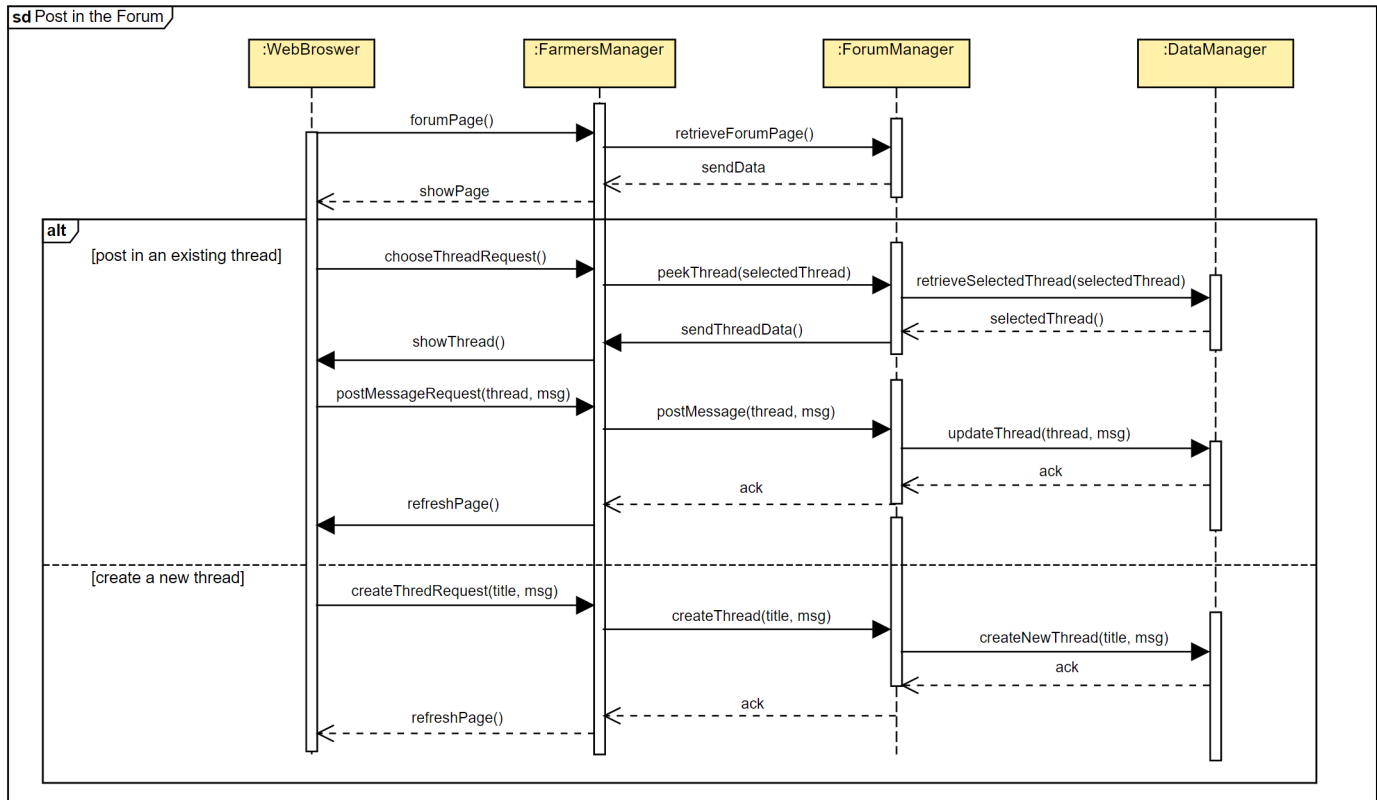 sd Post in the Forum
:WebBroswer
:FarmersManager
:ForumManager
:DataManager
forumPage()
retrieveForumPage()
sendData
showPage
alt
[post in an existing thread]
chooseThreadRequest()
peekThread(selectedThread)
retrieveSelectedThread(selectedThread)
selectedThread()
sendThreadData()
showThread()
postMessageRequest(thread, msg)
postMessage(thread, msg)
updateThread(thread, msg)
ack
ack
refreshPage()
[create a new thread]
createThredRequest(title, msg)
createThread(title, msg)
createNewThread(title, msg)
ack
ack
refreshPage()